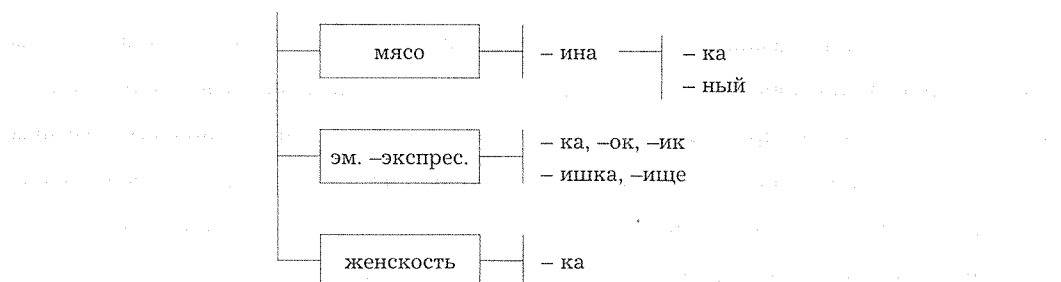 мясо – ина – ка
– ный
эм. –экспрес. – ка, –ок, –ик
– ишка, –ище
женскость – ка